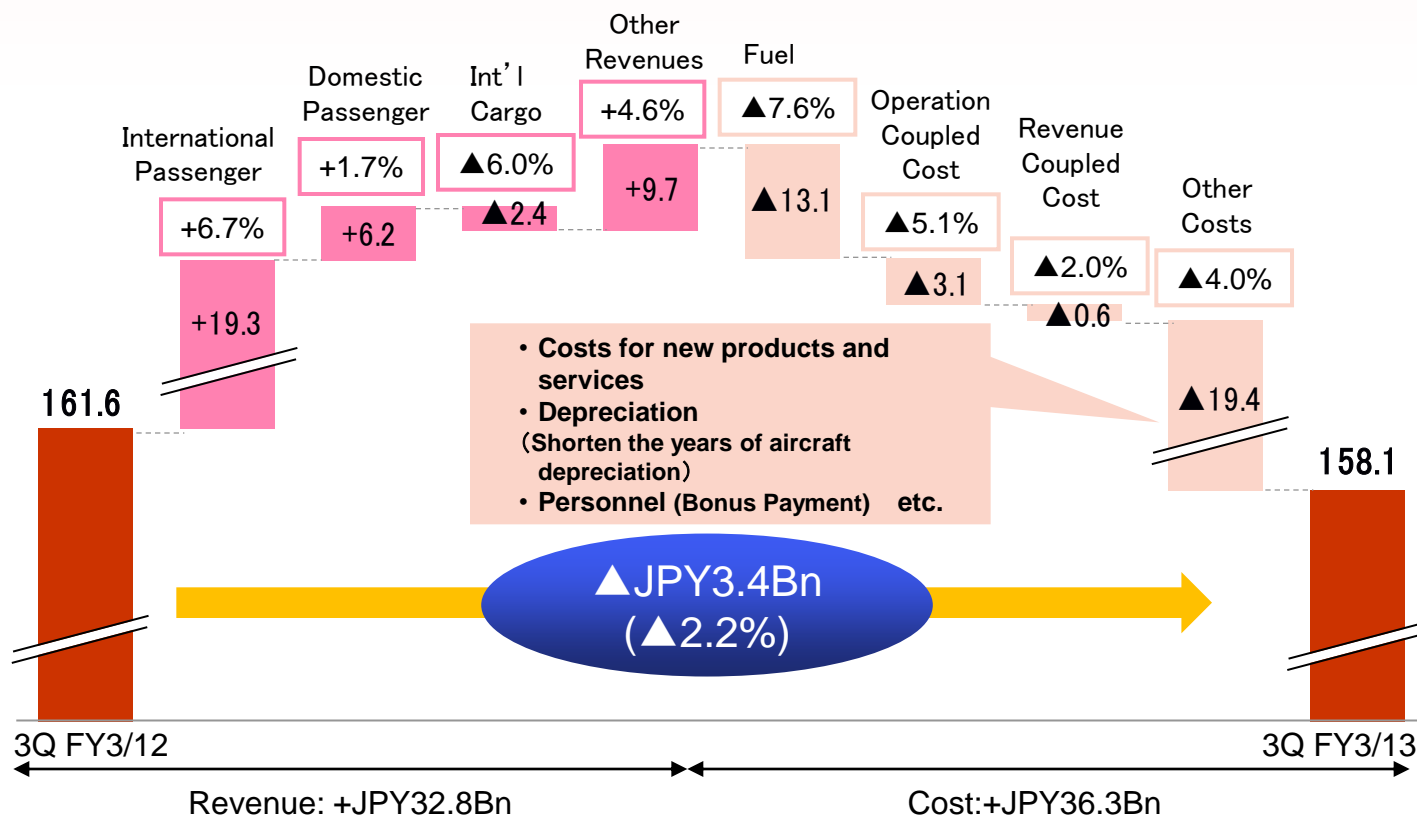 International
Passenger
+6.7%
+19.3
Domestic
Passenger
+1.7%
+6.2
Int'l
Cargo
▲6.0%
▲2.4
Other
Revenues
+4.6%
+9.7
Fuel
▲7.6%
▲13.1
Operation
Coupled
Cost
▲5.1%
▲3.1
Revenue
Coupled
Cost
▲2.0%
▲0.6
Other
Costs
▲4.0%
▲19.4
161.6
158.1
・Costs for new products and
services
・Depreciation
（Shorten the years of aircraft
depreciation）
・Personnel (Bonus Payment) etc.
▲JPY3.4Bn
(▲2.2%)
3Q FY3/12
3Q FY3/13
Revenue: +JPY32.8Bn
Cost:+JPY36.3Bn